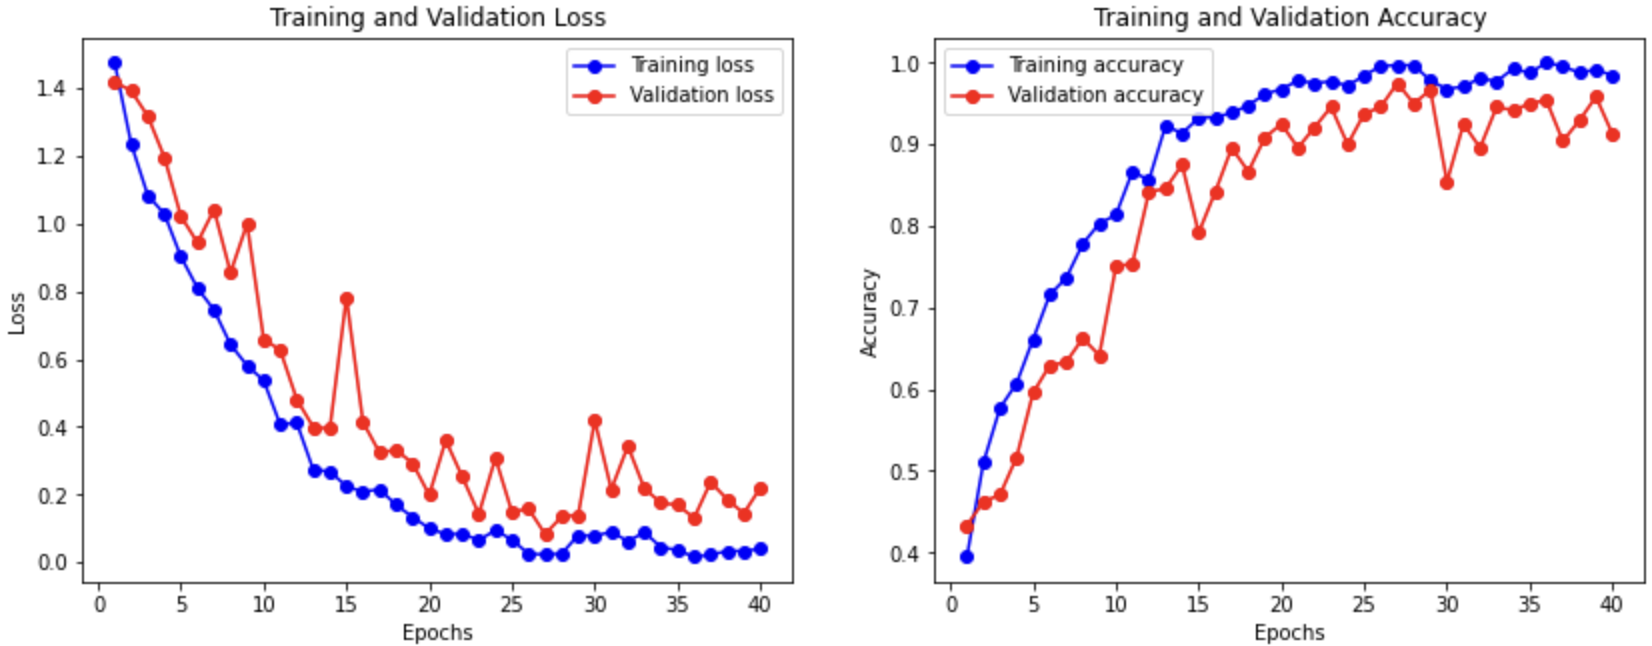 Training and Validation Loss
Training loss
Validation loss
1.4
1.2
1.0
0.8
0.6
0.4
0.2
0.0
Loss
0 5 10 15 20 25 30 35 40
Epochs
Training and Validation Accuracy
Training accuracy
Validation accuracy
1.0
0.9
0.8
0.7
0.6
0.5
0.4
Accuracy
0 5 10 15 20 25 30 35 40
Epochs